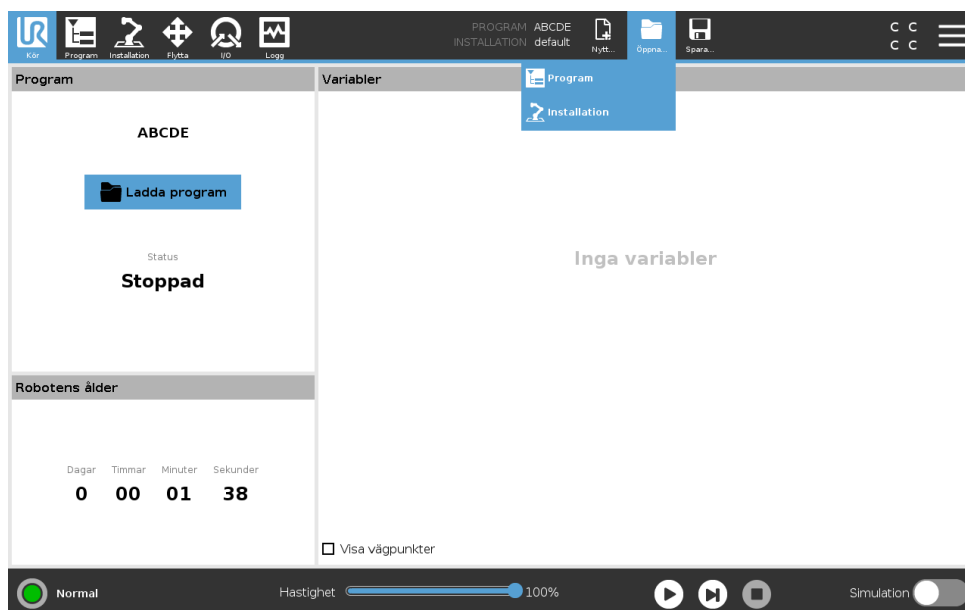 PROGRAM ABCDE
INSTALLATION default
UR
Kör Program Installation Flytta I/O Logg
Nytt... Öppna... Spara...
C C
C C
Program
Installation
Program
ABCDE
Ladda program
Status
Stoppad
Variabler
Inga variabler
Visa vägpunkter
Robotens ålder
Dagar Timmar Minuter Sekunder
0 00 01 38
Normal
Hastighet 100%
Simulation